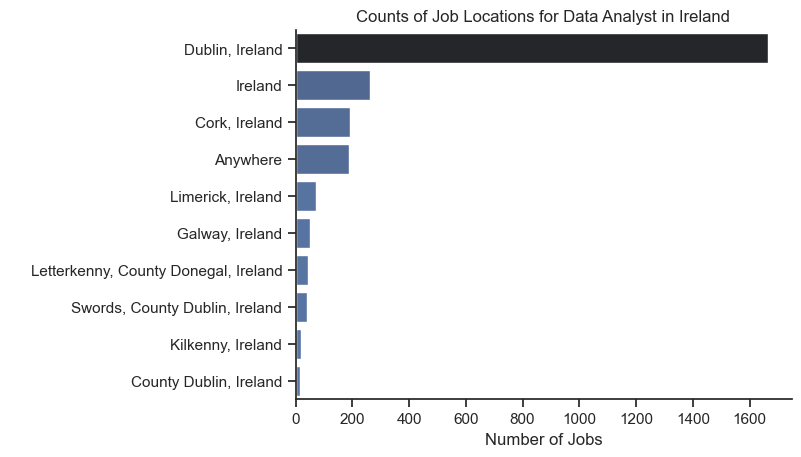 Counts of Job Locations for Data Analyst in Ireland
Dublin, Ireland
Ireland
Cork, Ireland
Anywhere
Limerick, Ireland
Galway, Ireland
Letterkenny, County Donegal, Ireland
Swords, County Dublin, Ireland
Kilkenny, Ireland
County Dublin, Ireland
0 200 400 600 800 1000 1200 1400 1600
Number of Jobs